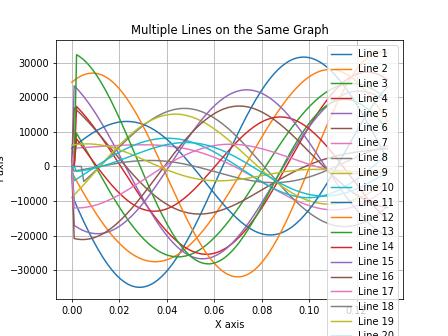 Multiple Lines on the Same Graph
30000
20000
10000
0
−10000
−20000
−30000
0.00
0.02
0.04
0.06
0.08
0.10
X axis
axis
Line 1
Line 2
Line 3
Line 4
Line 5
Line 6
Line 7
Line 8
Line 9
Line 10
Line 11
Line 12
Line 13
Line 14
Line 15
Line 16
Line 17
Line 18
Line 19
Line 20